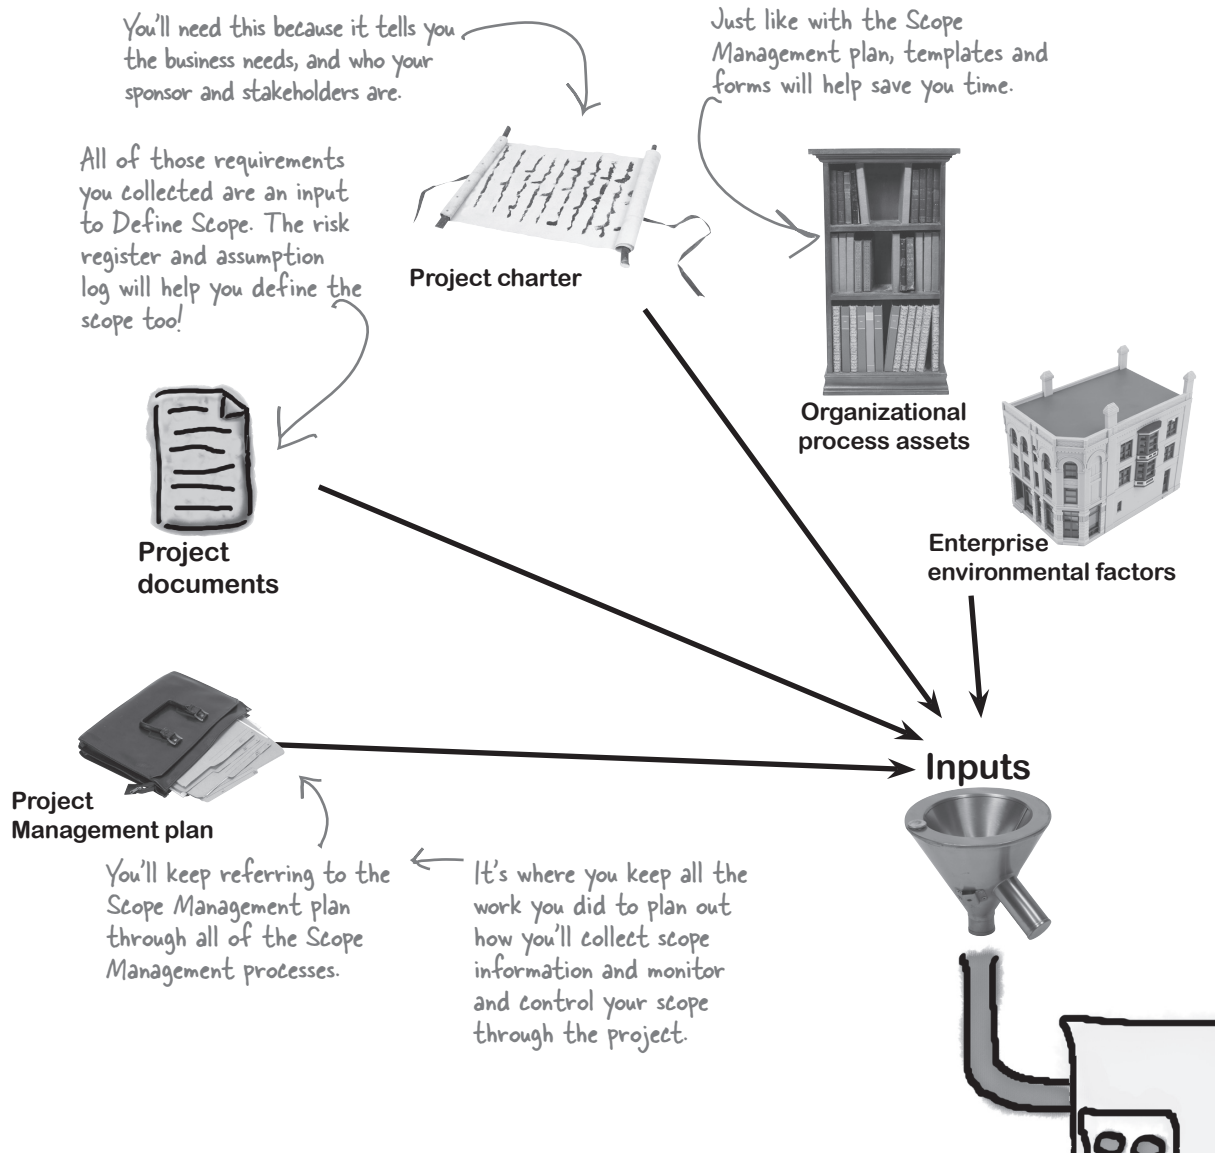 You'll need this because it tells you
the business needs, and who your
sponsor and stakeholders are.
Just like with the Scope
Management plan, templates and
forms will help save you time.
All of those requirements
you collected are an input
to Define Scope. The risk
register and assumption
log will help you define the
scope too!
Project charter
Organizational
process assets
Project
documents
Enterprise
environmental factors
Inputs
Project
Management plan
You'll keep referring to the
Scope Management plan
through all of the Scope
Management processes.
It's where you keep all the
work you did to plan out
how you'll collect scope
information and monitor
and control your scope
through the project.